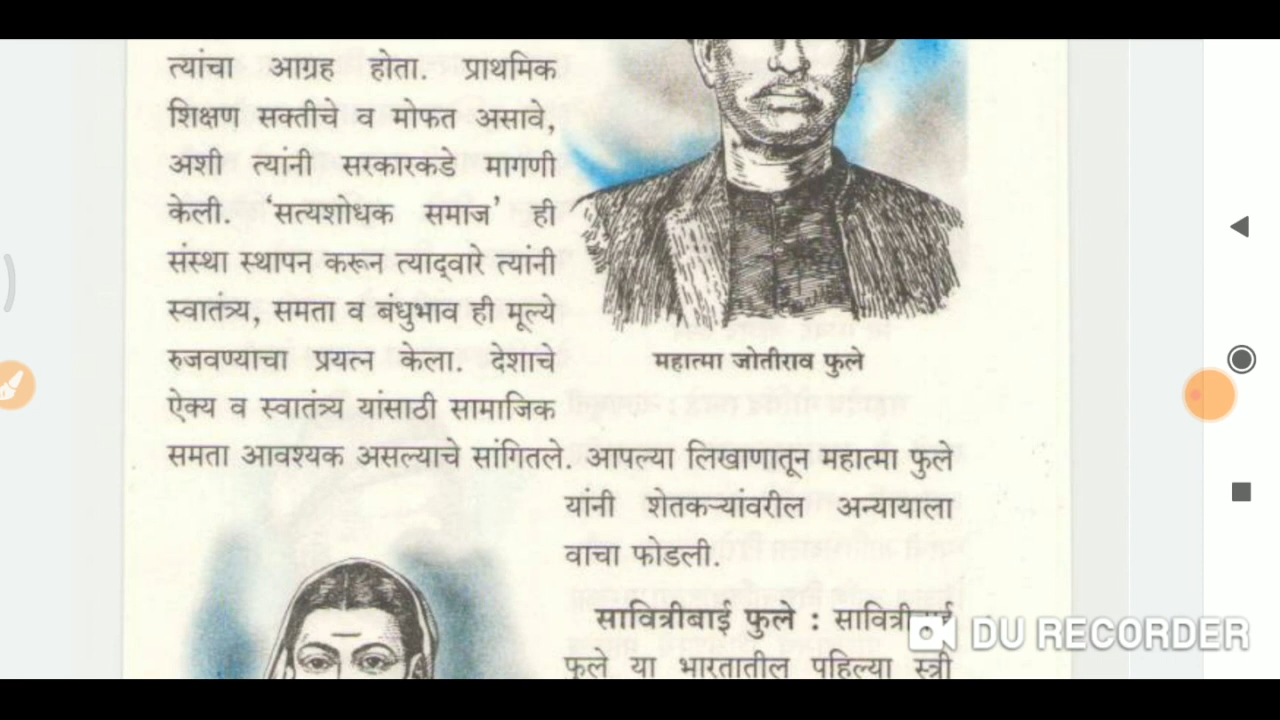 त्यांचा आग्रह होता. प्राथमिक
शिक्षण सक्तीचे व मोफत असावे,
अशी त्यांनी सरकारकडे मागणी
केली. ‘सत्यशोधक समाज’ ही
संस्था स्थापन करून त्याद्‌वारे त्यांनी
स्वातंत्र्य, समता व बंधुभाव ही मूल्ये
रुजवण्याचा प्रयत्न केला. देशाचे
ऐक्य व स्वातंत्र्य यांसाठी सामाजिक
समता आवश्यक असल्याचे सांगितले. आपल्या लिखाणातून महात्मा फुले
यांनी शेतकऱ्यांवरील अन्यायाला
वाचा फोडली.
महात्मा जोतीराव फुले
सावित्रीबाई फुले : सावित्रीबाई
फुले या भारतातील पहिल्या स्त्री
DU RECORDER